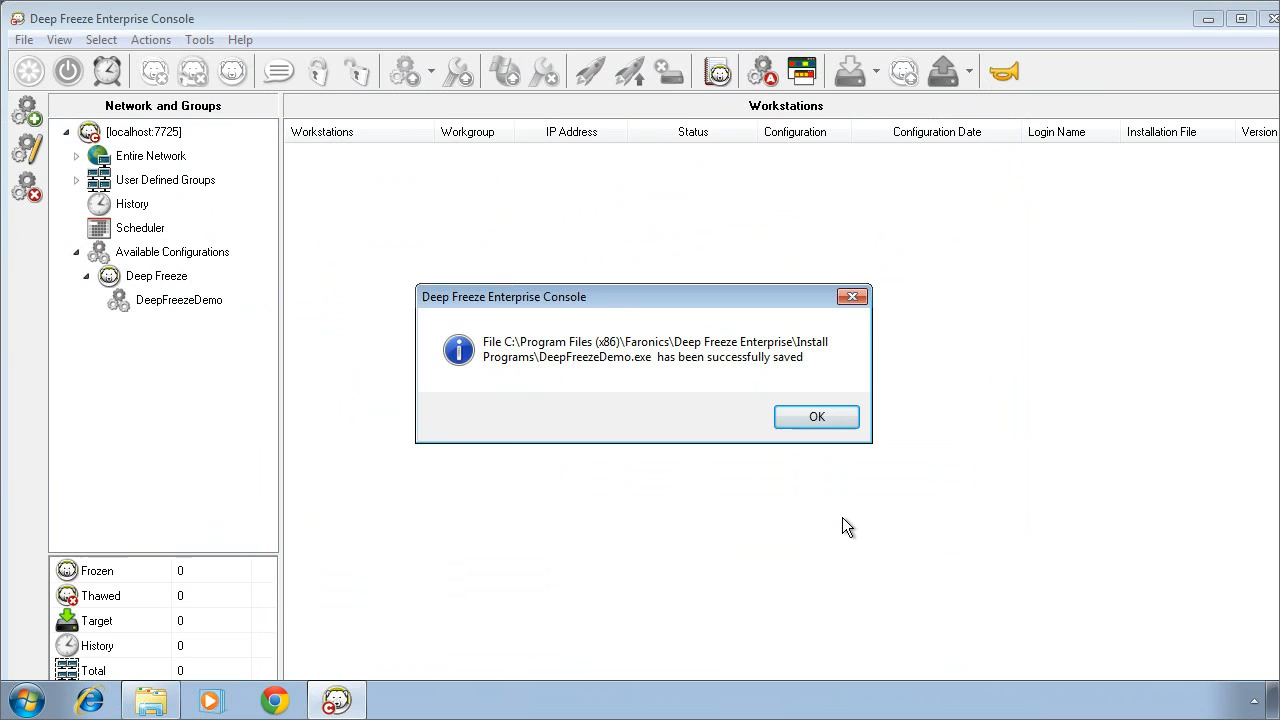 Deep Freeze Enterprise Console
File View Select Actions Tools Help
Network and Groups
Workstations
[localhost:7725]
Entire Network
User Defined Groups
History
Scheduler
Available Configurations
Deep Freeze
DeepFreezeDemo
Workstations Workgroup IP Address Status Configuration Configuration Date Login Name Installation File Version
Deep Freeze Enterprise Console
File C:\Program Files (x86)\Faronics\Deep Freeze Enterprise\Install
Programs\DeepFreezeDemo.exe has been successfully saved
OK
Frozen 0
Thawed 0
Target 0
History 0
Total 0